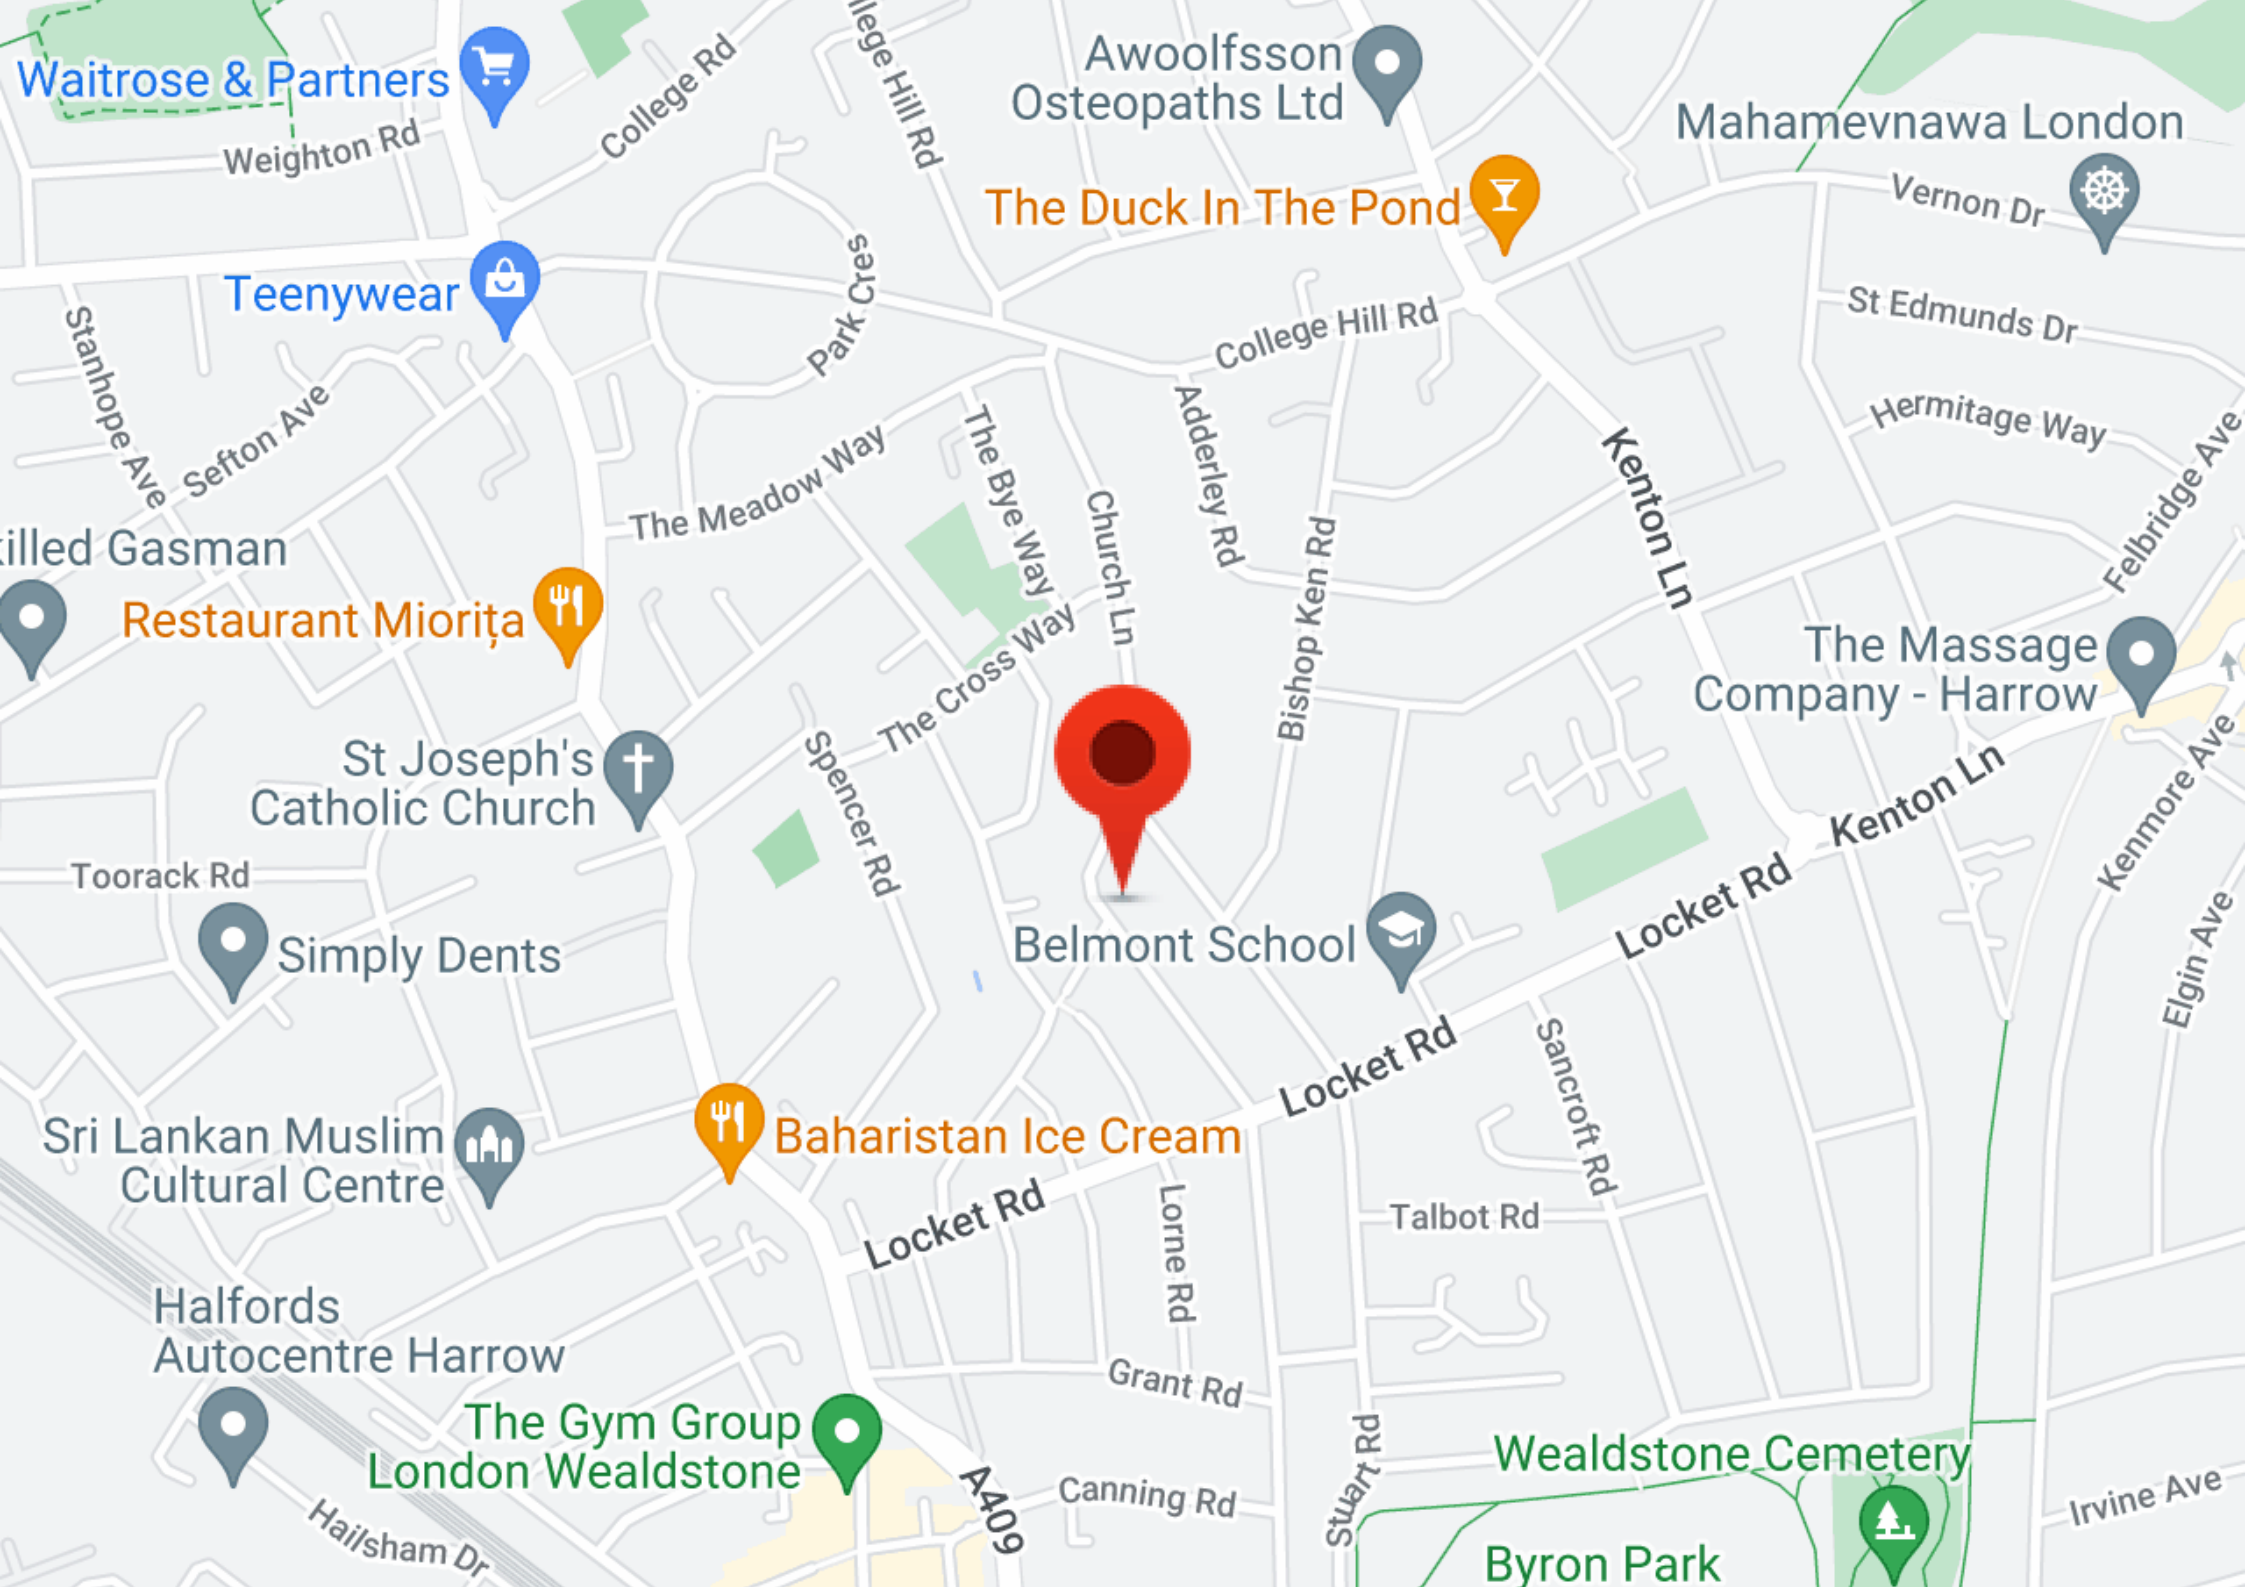 College Rd
College Hill Rd
Awoolfsson
Osteopaths Ltd
Waitrose & Partners
Weighton Rd
Mahamevnawa London
The Duck In The Pond
Vernon Dr
Teenywear
Park Cres
College Hill Rd
St Edmunds Dr
Stanhope Ave
Sefton Ave
Hermitage Way
The Meadow Way
The Bye Way
Church Ln
Adderley Rd
Kenton Ln
Felbridge Ave
killed Gasman
Restaurant Miorița
Bishop Ken Rd
The Cross Way
The Massage
Company - Harrow
St Joseph's
Catholic Church
Spencer Rd
Kenton Ln
Kenmore Ave
Toorack Rd
Locket Rd
Simply Dents
Belmont School
Elgin Ave
Locket Rd
Sancroft Rd
Sri Lankan Muslim
Cultural Centre
Baharistan Ice Cream
Locket Rd
Lorne Rd
Talbot Rd
Halfords
Autocentre Harrow
Grant Rd
The Gym Group
London Wealdstone
A409
Canning Rd
Stuart Rd
Wealdstone Cemetery
Irvine Ave
Hailsham Dr
Byron Park